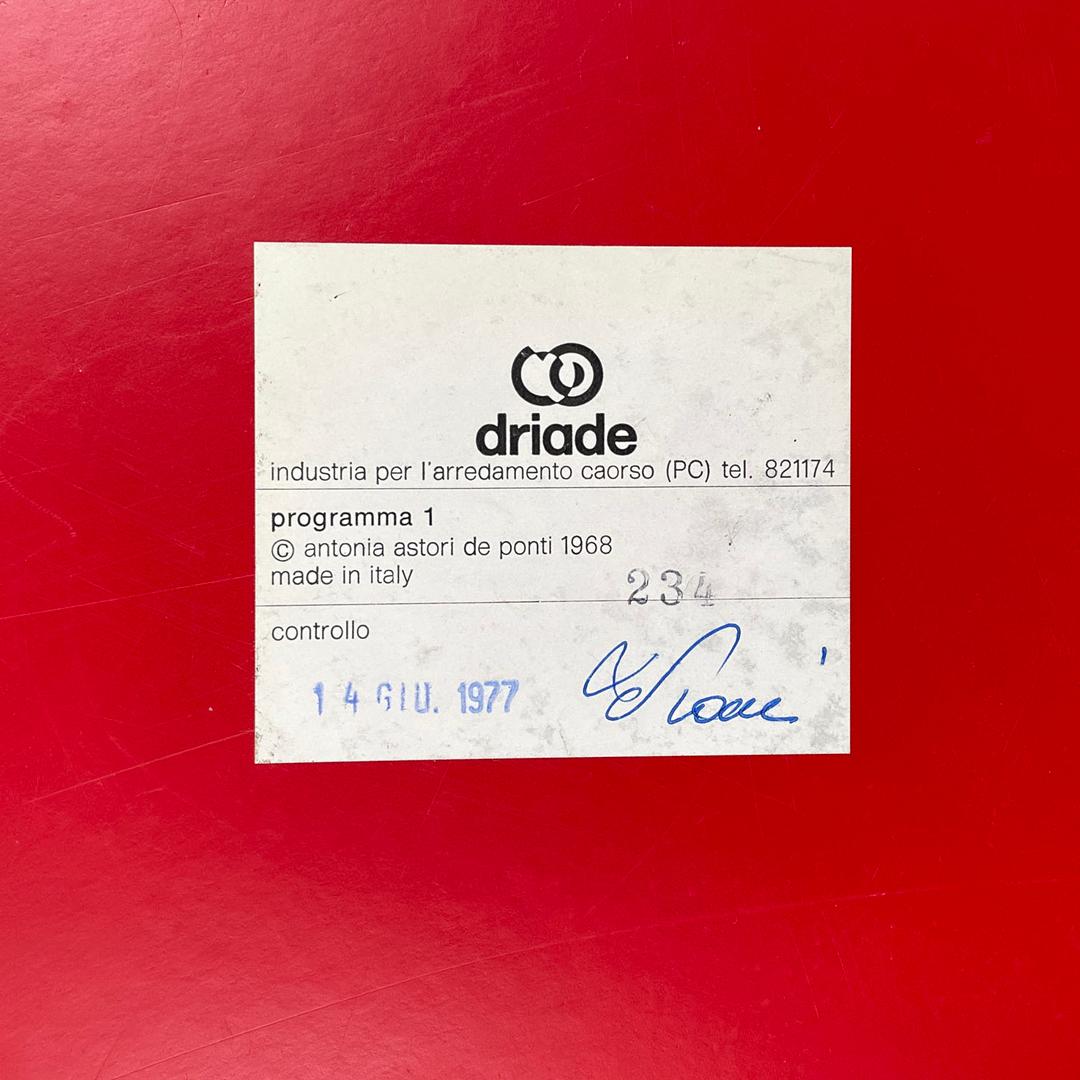 driade
industria per l'arredamento caorso (PC) tel. 821174
programma 1
© antonia astori de ponti 1968
made in italy
234
controllo
14 GIU. 1977